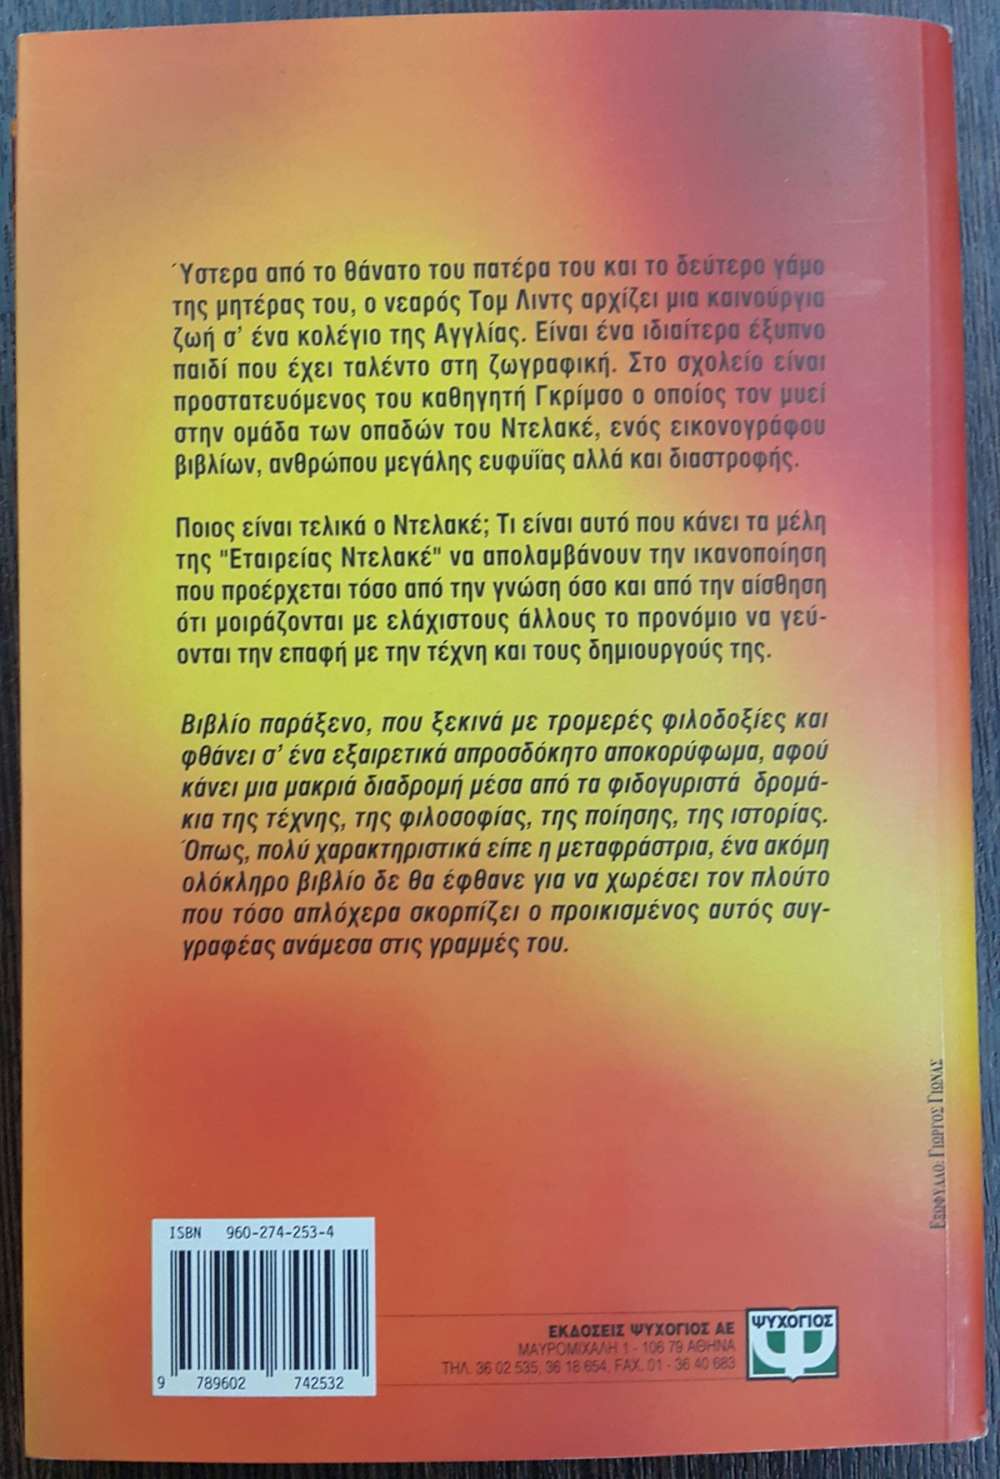 Ύστερα από το θάνατο του πατέρα του και το δεύτερο γάμο
της μητέρας του, ο νεαρός Τομ Λιντς αρχίζει μια καινούργια
ζωή σ' ένα κολέγιο της Αγγλίας. Είναι ένα ιδιαίτερα έξυπνο
παιδί που έχει ταλέντο στη ζωγραφική. Στο σχολείο είναι
προστατευόμενος του καθηγητή Γκρίμσο ο οποίος τον μυεί
στην ομάδα των οπαδών του Ντελακέ, ενός εικονογράφου
βιβλίων, ανθρώπου μεγάλης ευφυΐας αλλά και διαστροφής.
Ποιος είναι τελικά ο Ντελακέ; Τι είναι αυτό που κάνει τα μέλη
της "Εταιρείας Ντελακέ" να απολαμβάνουν την ικανοποίηση
που προέρχεται τόσο από την γνώση όσο και από την αίσθηση
ότι μοιράζονται με ελάχιστους άλλους το προνόμιο να γεύ-
ονται την επαφή με την τέχνη και τους δημιουργούς της.
Βιβλίο παράξενο, που ξεκινά με τρομερές φιλοδοξίες και
φθάνει σ' ένα εξαιρετικά απροσδόκητο αποκορύφωμα, αφού
κάνει μια μακριά διαδρομή μέσα από τα φιδογυριστά δρομά-
κια της τέχνης, της φιλοσοφίας, της ποίησης, της ιστορίας.
Όπως, πολύ χαρακτηριστικά είπε η μεταφράστρια, ένα ακόμη
ολόκληρο βιβλίο δε θα έφθανε για να χωρέσει τον πλούτο
που τόσο απλόχερα σκορπίζει ο προικισμένος αυτός συγ-
γραφέας ανάμεσα στις γραμμές του.
ΕΞΩΦΥΛΛΟ: ΓΙΩΡΓΟΣ ΓΙΩΝΑΣ
ISBN 960-274-253-4
9 789602 742532
ΕΚΔΟΣΕΙΣ ΨΥΧΟΓΙΟΣ ΑΕ
ΜΑΥΡΟΜΙΧΑΛΗ 1 - 106 79 ΑΘΗΝΑ
ΤΗΛ. 36 02 535, 36 18 654, FAX. 01 - 36 40 683
ΨΥΧΟΓΙΟΣ